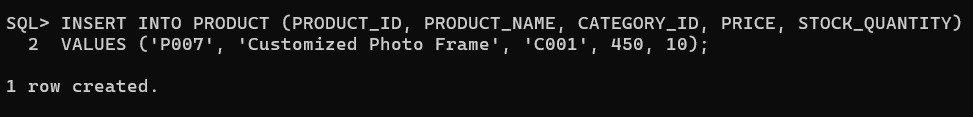 SQL> INSERT INTO PRODUCT (PRODUCT_ID, PRODUCT_NAME, CATEGORY_ID, PRICE, STOCK_QUANTITY)
2 VALUES ('P007', 'Customized Photo Frame', 'C001', 450, 10);
1 row created.